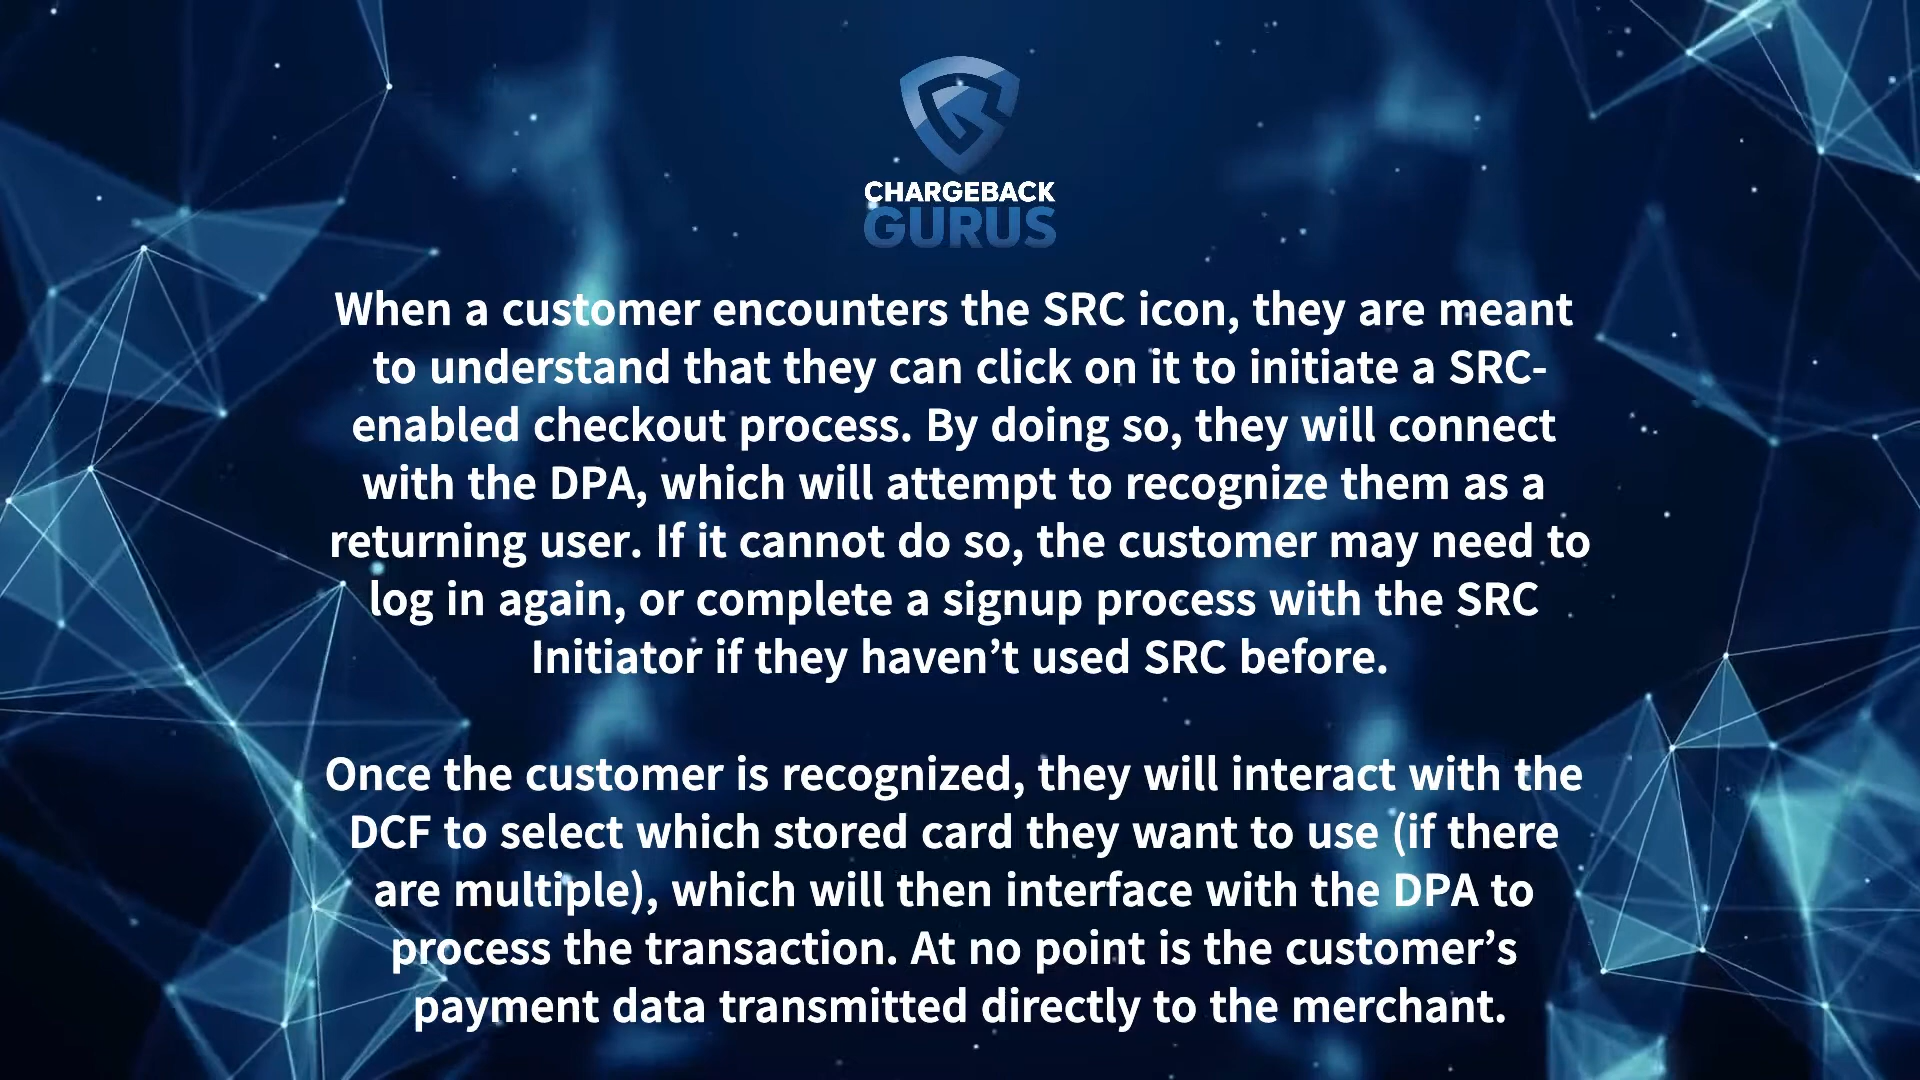 CHARGEBACK
GURUS
When a customer encounters the SRC icon, they are meant
to understand that they can click on it to initiate a SRC-
enabled checkout process. By doing so, they will connect
with the DPA, which will attempt to recognize them as a
returning user. If it cannot do so, the customer may need to
log in again, or complete a signup process with the SRC
Initiator if they haven’t used SRC before.
Once the customer is recognized, they will interact with the
DCF to select which stored card they want to use (if there
are multiple), which will then interface with the DPA to
process the transaction. At no point is the customer’s
payment data transmitted directly to the merchant.